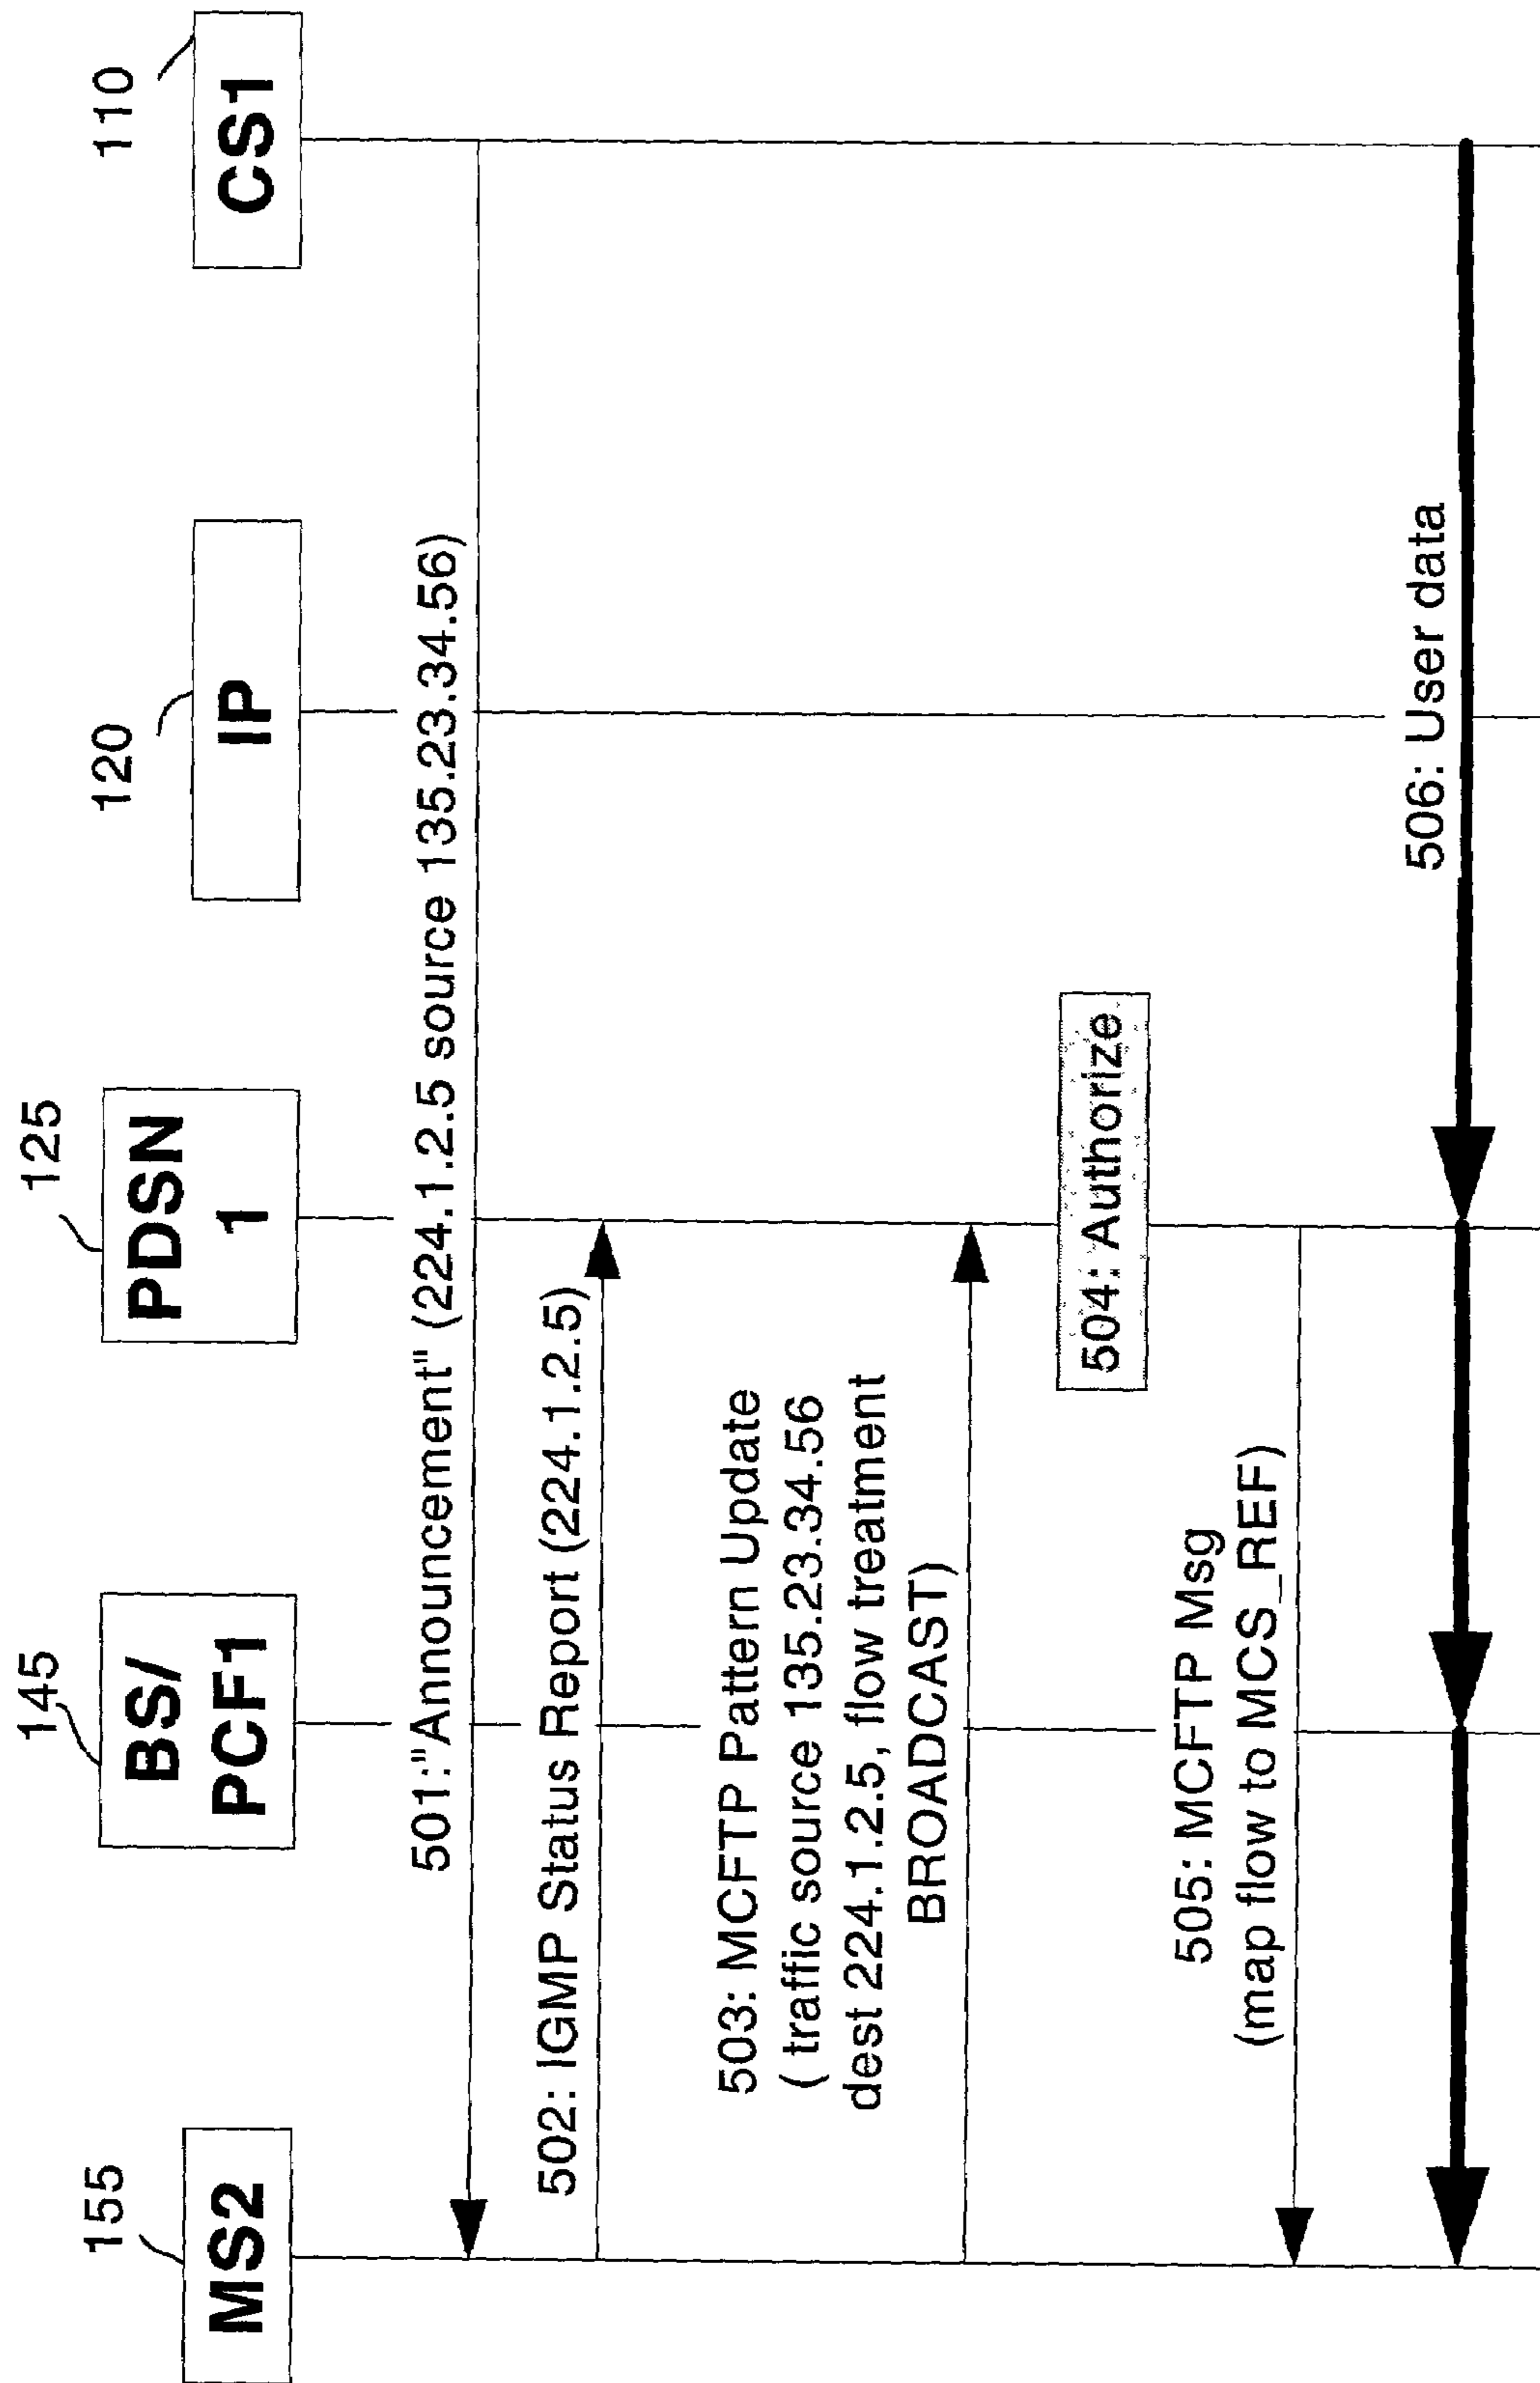 155
MS2
145
BS/
PCF1
125
PDSN
1
120
IP
110
CS1
501:"Announcement" (224.1.2.5 source 135.23.34.56)
502: IGMP Status Report (224.1.2.5)
503: MCFTP Pattern Update
( traffic source 135.23.34.56
dest 224.1.2.5, flow treatment
BROADCAST)
504: Authorize
505: MCFTP Msg
(map flow to MCS_REF)
506: User data